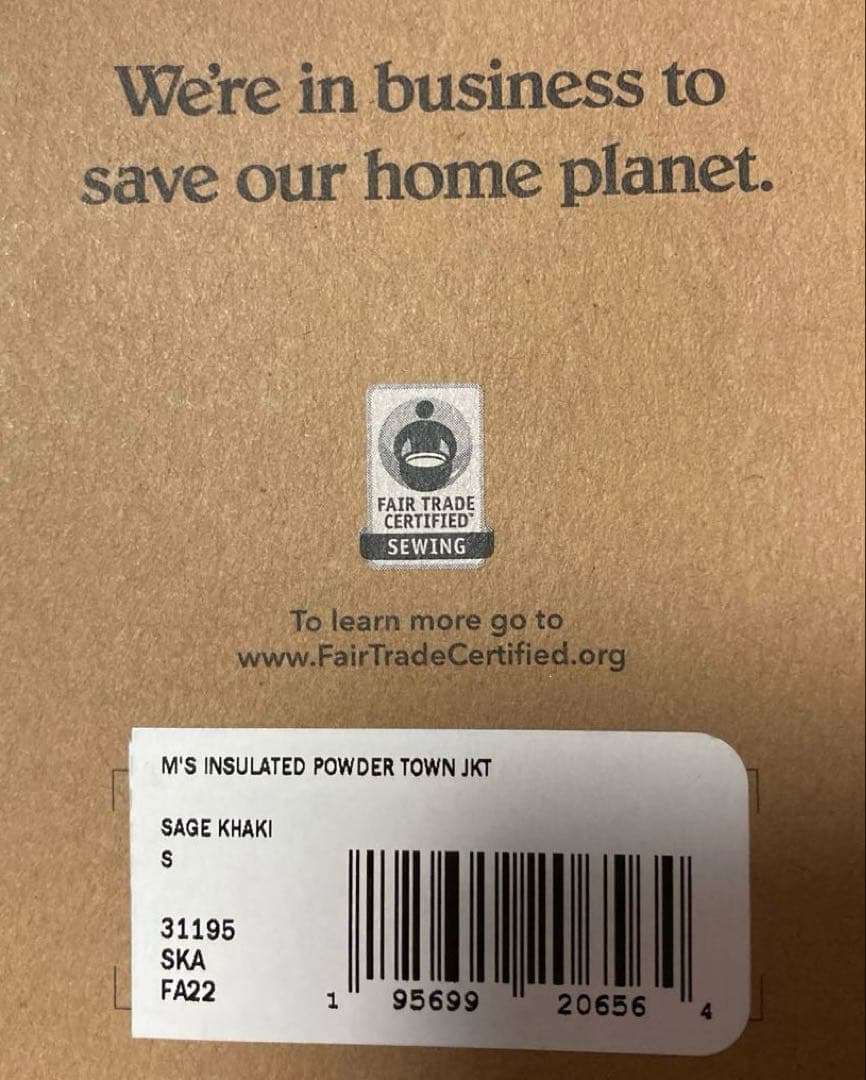 We're in business to
save our home planet.
FAIR TRADE
CERTIFIED™
SEWING
To learn more go to
www.FairTradeCertified.org
M'S INSULATED POWDER TOWN JKT
SAGE KHAKI
S
31195
SKA
FA22
1 95699 20656 4